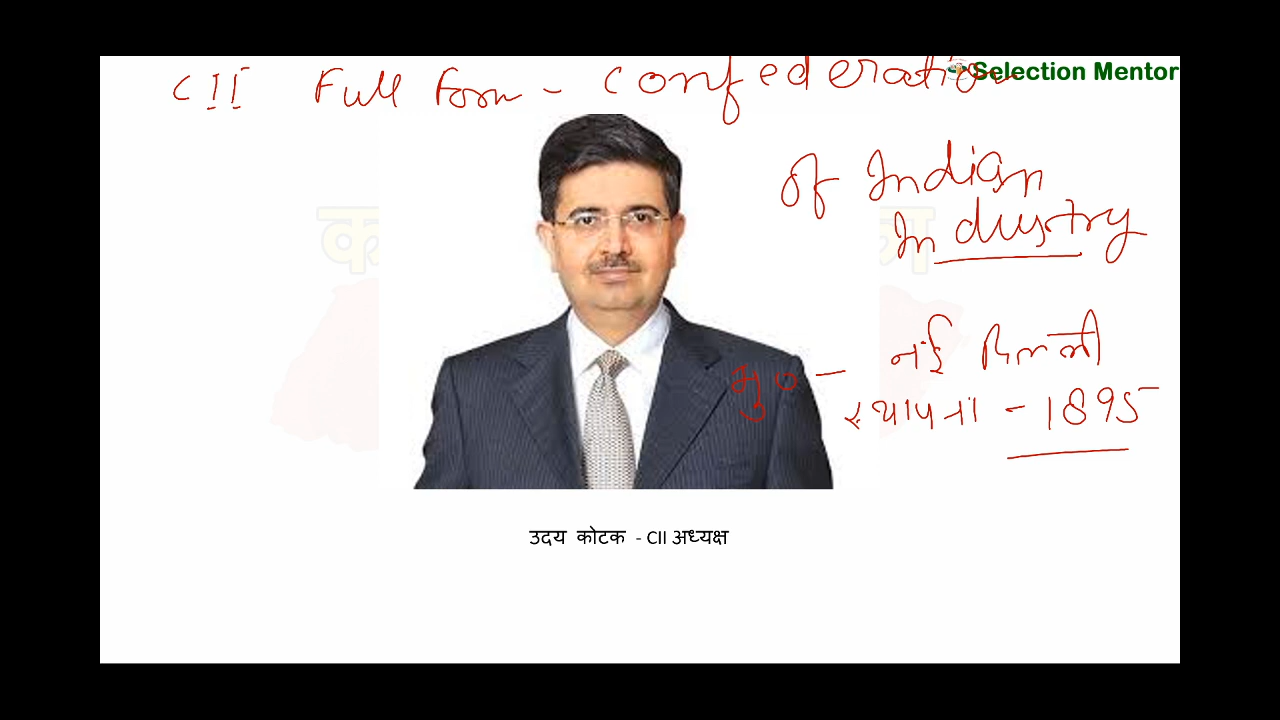 CII Full Form - Confederation
Selection Mentor
of Indian
Industry
मु० - नई दिल्ली
स्थापना - 1895
उदय कोटक - CII अध्यक्ष